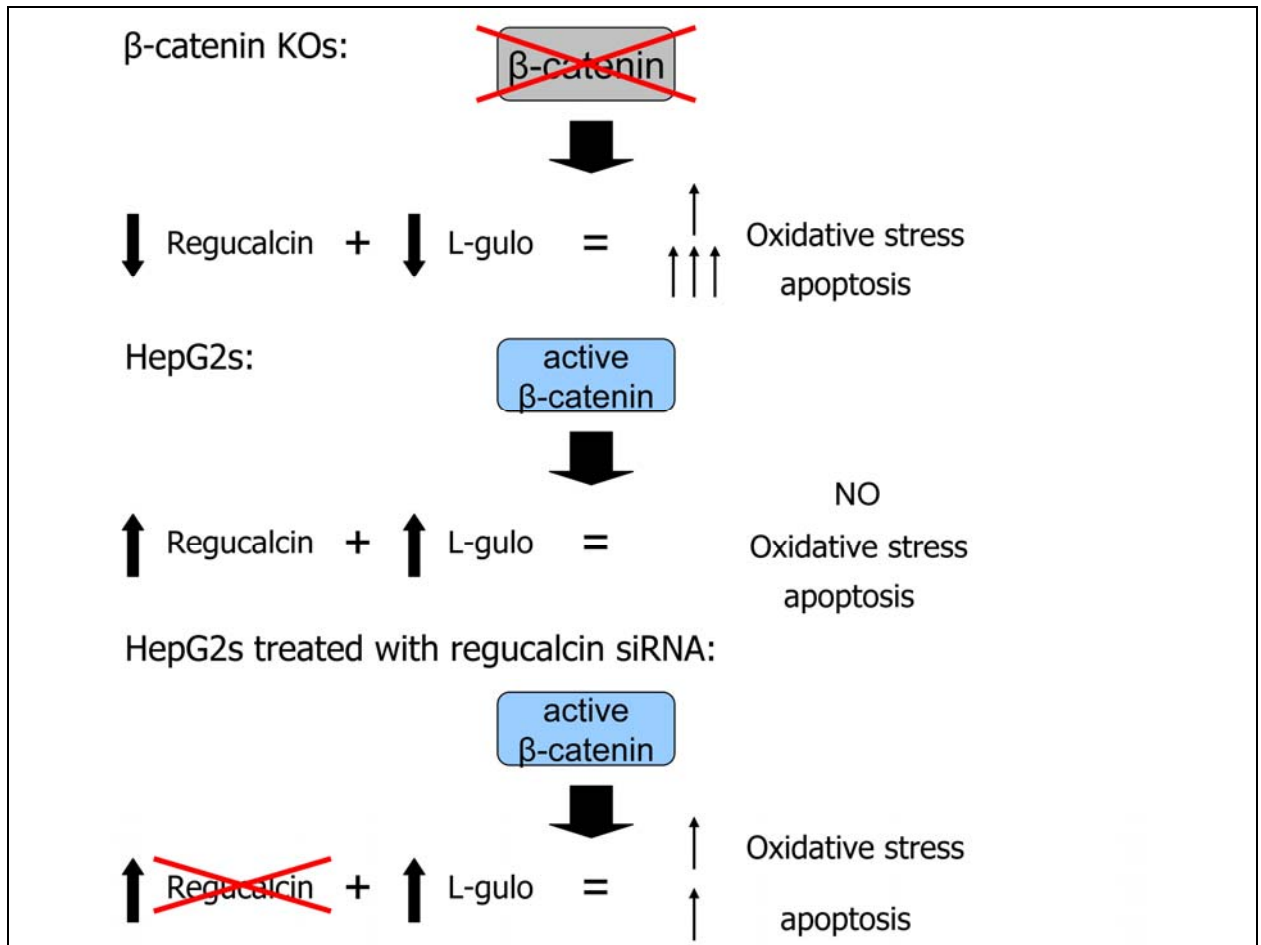 β-catenin KOs:
β-catenin
Regucalcin + L-gulo = Oxidative stress
apoptosis
HepG2s:
active
β-catenin
NO
Regucalcin + L-gulo = Oxidative stress
apoptosis
HepG2s treated with regucalcin siRNA:
active
β-catenin
Oxidative stress
Regucalcin + L-gulo =
apoptosis